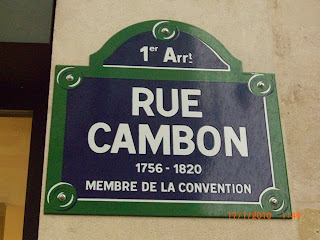 1er Arrt
RUE
CAMBON
1756 - 1820
MEMBRE DE LA CONVENTION